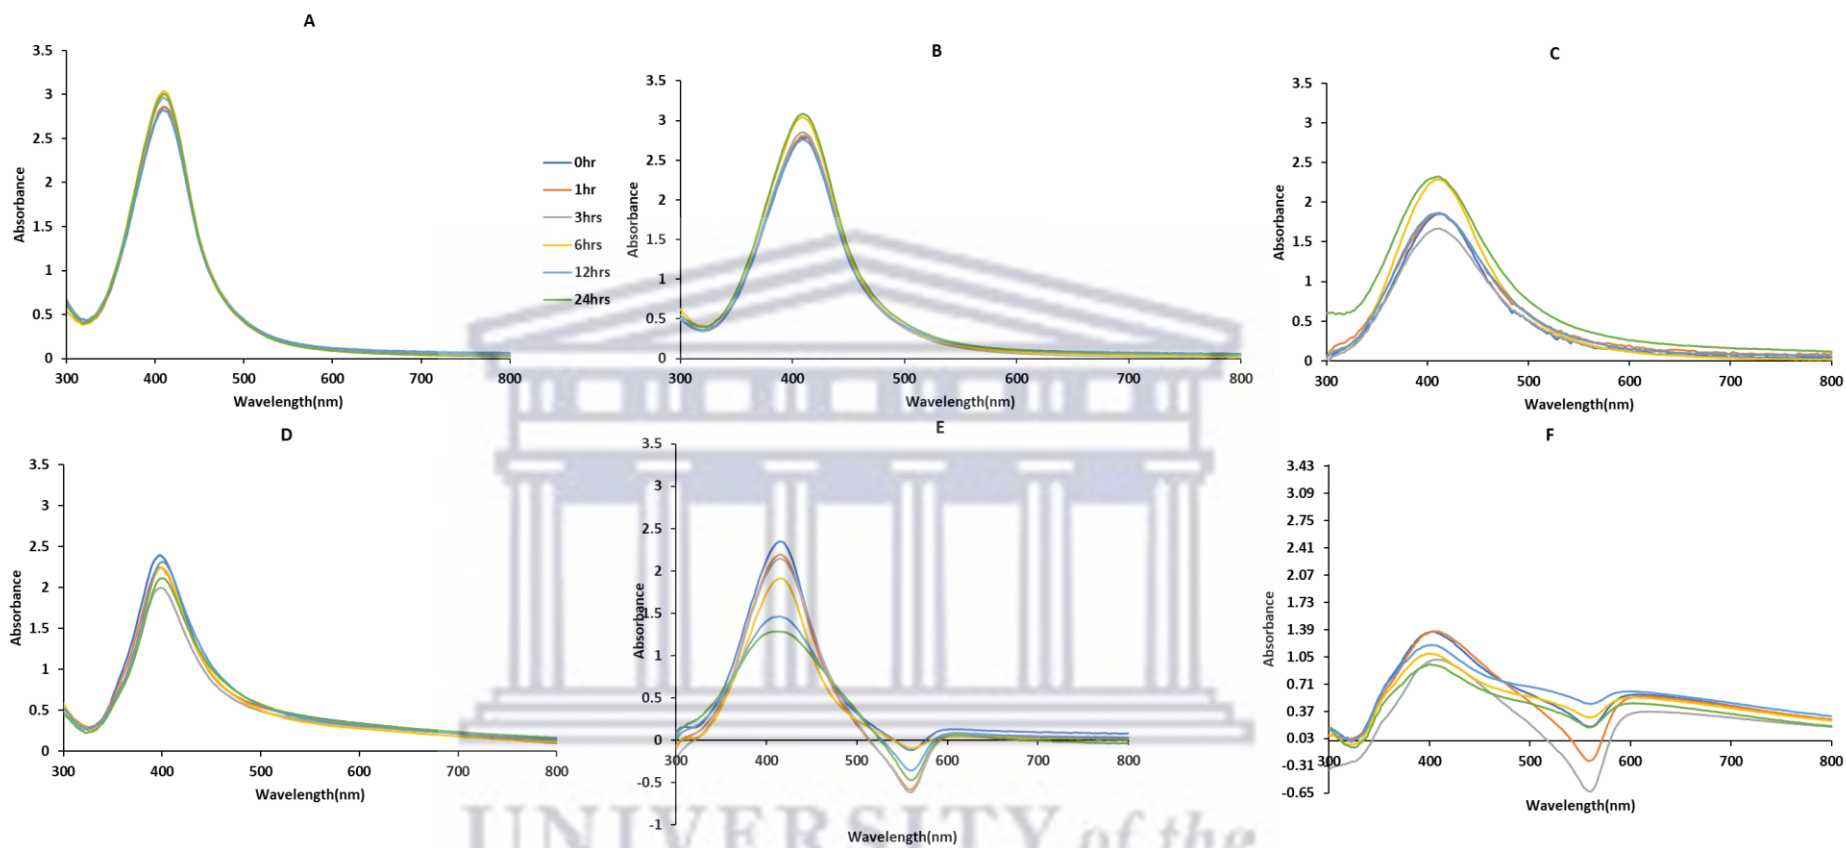 A
3.5
3
2.5
2
1.5
1
0.5
0
Absorbance
300 400 500 600 700 800
Wavelength(nm)
0hr
1hr
3hrs
6hrs
12hrs
24hrs
B
3.5
3
2.5
2
1.5
1
0.5
0
Absorbance
300 400 500 600 700 800
Wavelength(nm)
C
3.5
3
2.5
2
1.5
1
0.5
0
Absorbance
300 400 500 600 700 800
Wavelength(nm)
D
3.5
3
2.5
2
1.5
1
0.5
0
Absorbance
300 400 500 600 700 800
Wavelength(nm)
E
3.5
3
2.5
2
1.5
1
0.5
0
-0.5
-1
Absorbance
300 400 500 600 700 800
Wavelength(nm)
F
3.43
3.09
2.75
2.41
2.07
1.73
1.39
1.05
0.71
0.37
0.03
-0.31
-0.65
Absorbance
300 400 500 600 700 800
Wavelength(nm)
UNIVERSITY of the